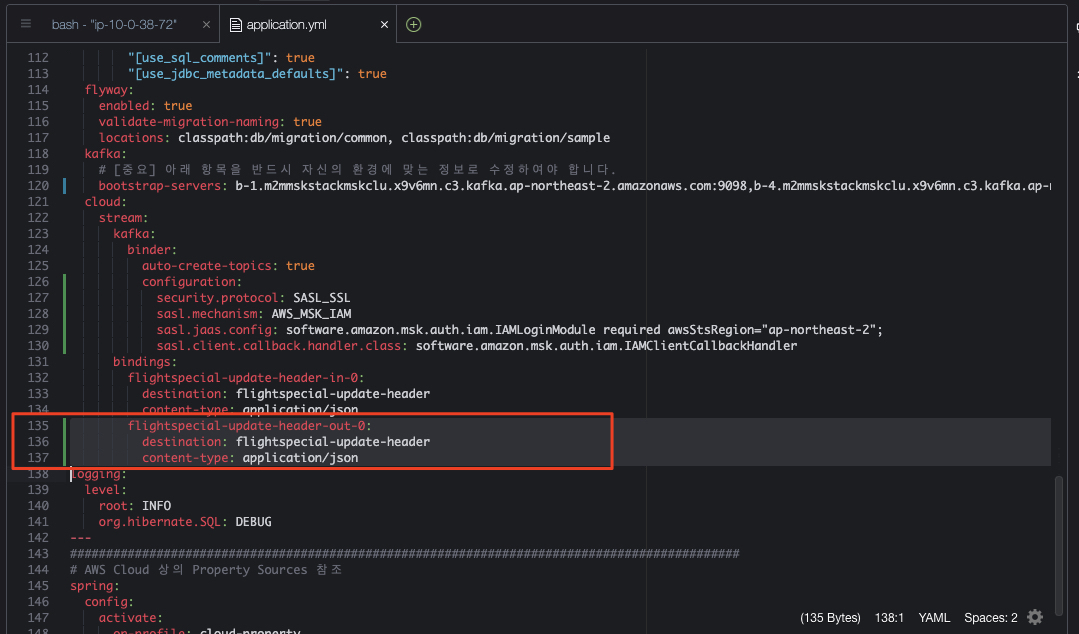 bash - "ip-10-0-38-72" × application.yml ×
112 "[use_sql_comments]": true
113 "[use_jdbc_metadata_defaults]": true
114 flyway:
115 enabled: true
116 validate-migration-naming: true
117 locations: classpath:db/migration/common, classpath:db/migration/sample
118 kafka:
119 # [중요] 아래 항목을 반드시 자신의 환경에 맞는 정보로 수정하여야 합니다.
120 bootstrap-servers: b-1.m2mmskstackmskclu.x9v6mn.c3.kafka.ap-northeast-2.amazonaws.com:9098,b-4.m2mmskstackmskclu.x9v6mn.c3.kafka.ap-
121 cloud:
122 stream:
123 kafka:
124 binder:
125 auto-create-topics: true
126 configuration:
127 security.protocol: SASL_SSL
128 sasl.mechanism: AWS_MSK_IAM
129 sasl.jaas.config: software.amazon.msk.auth.iam.IAMLoginModule required awsStsRegion="ap-northeast-2";
130 sasl.client.callback.handler.class: software.amazon.msk.auth.iam.IAMClientCallbackHandler
131 bindings:
132 flightspecial-update-header-in-0:
133 destination: flightspecial-update-header
134 content-type: application/json
135 flightspecial-update-header-out-0:
136 destination: flightspecial-update-header
137 content-type: application/json
138 logging:
139 level:
140 root: INFO
141 org.hibernate.SQL: DEBUG
142 ---
143 #############################################################################################
144 # AWS Cloud 상의 Property Sources 참조
145 spring:
146 config:
147 activate:
148 on-profile: cloud-property
(135 Bytes) 138:1 YAML Spaces: 2